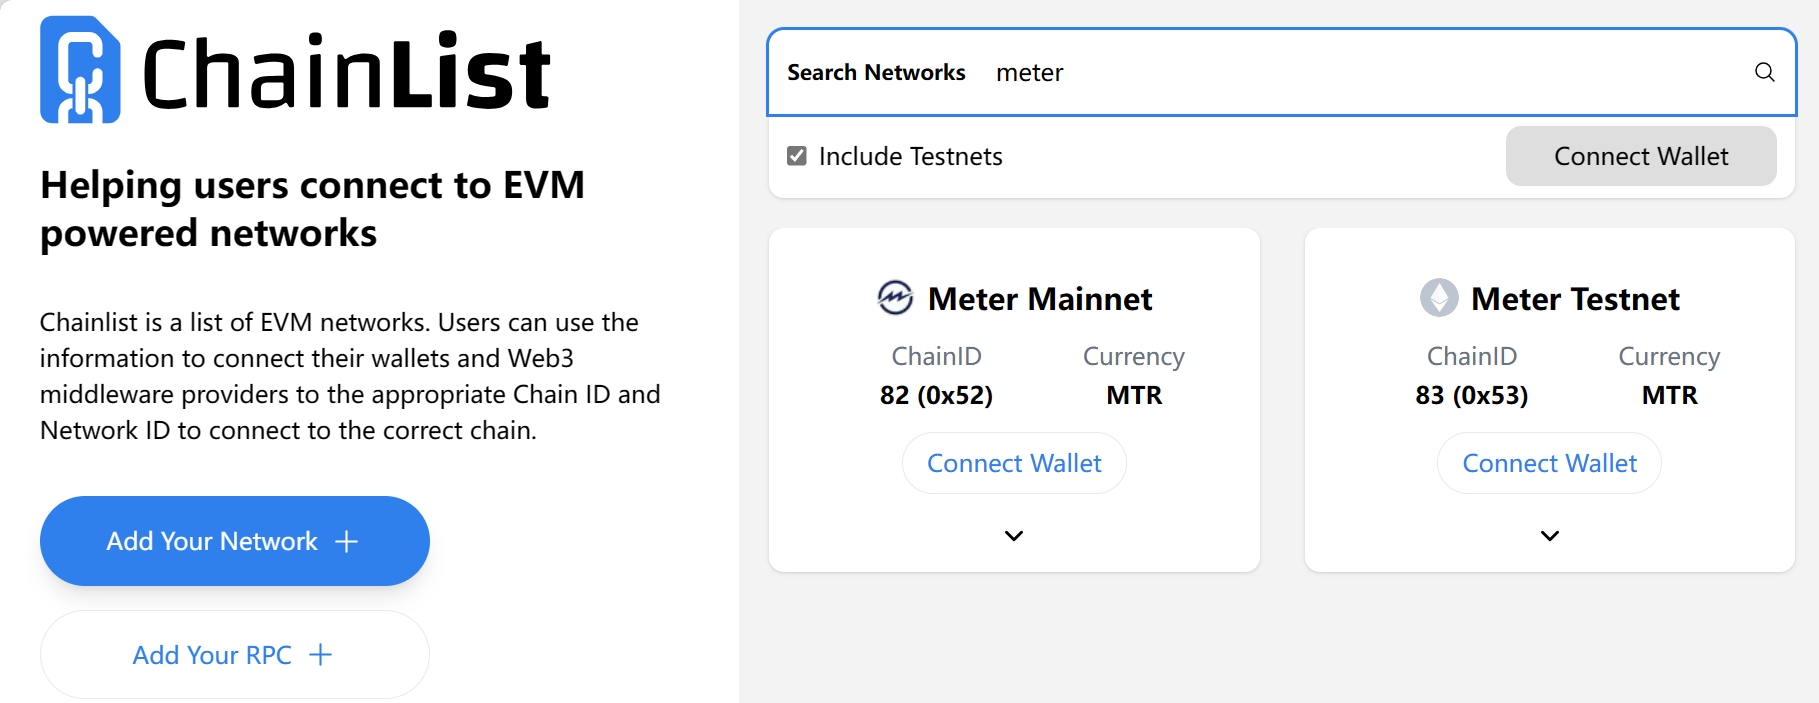 ChainList
Helping users connect to EVM
powered networks
Chainlist is a list of EVM networks. Users can use the
information to connect their wallets and Web3
middleware providers to the appropriate Chain ID and
Network ID to connect to the correct chain.
Add Your Network
Add Your RPC
Search Networks meter
Include Testnets Connect Wallet
Meter Mainnet
ChainID Currency
82 (0x52) MTR
Connect Wallet
Meter Testnet
ChainID Currency
83 (0x53) MTR
Connect Wallet